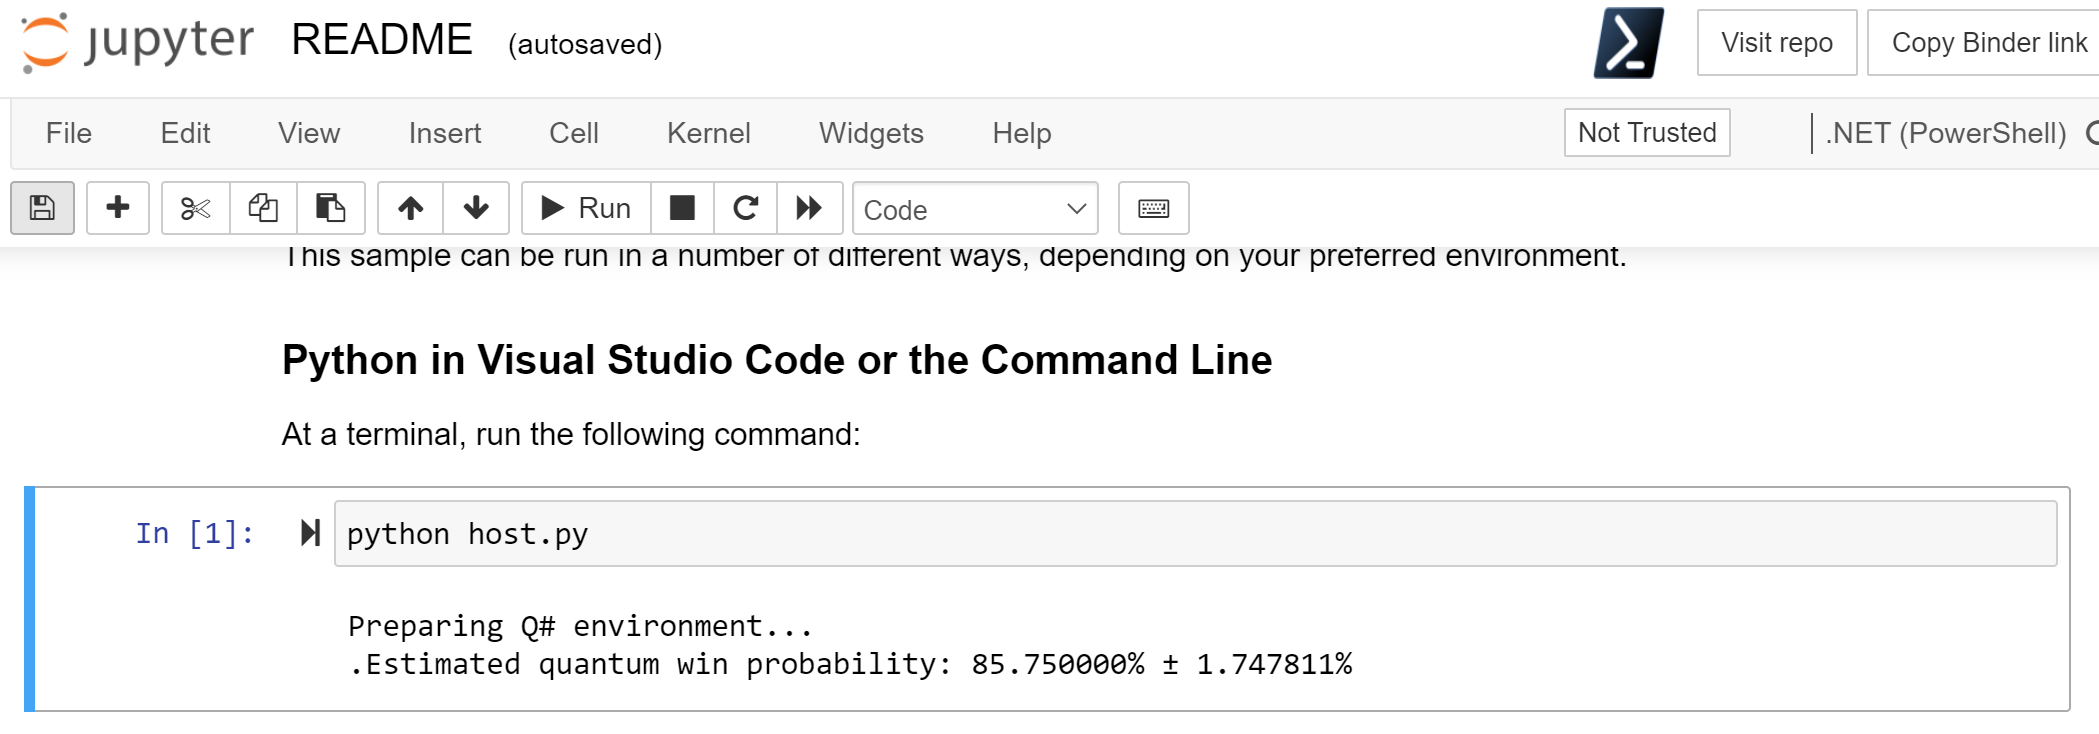 jupyter README (autosaved) Visit repo Copy Binder link
File Edit View Insert Cell Kernel Widgets Help Not Trusted .NET (PowerShell)
Run Code
This sample can be run in a number of different ways, depending on your preferred environment.
Python in Visual Studio Code or the Command Line
At a terminal, run the following command:
In [1]: python host.py
Preparing Q# environment...
.Estimated quantum win probability: 85.750000% ± 1.747811%